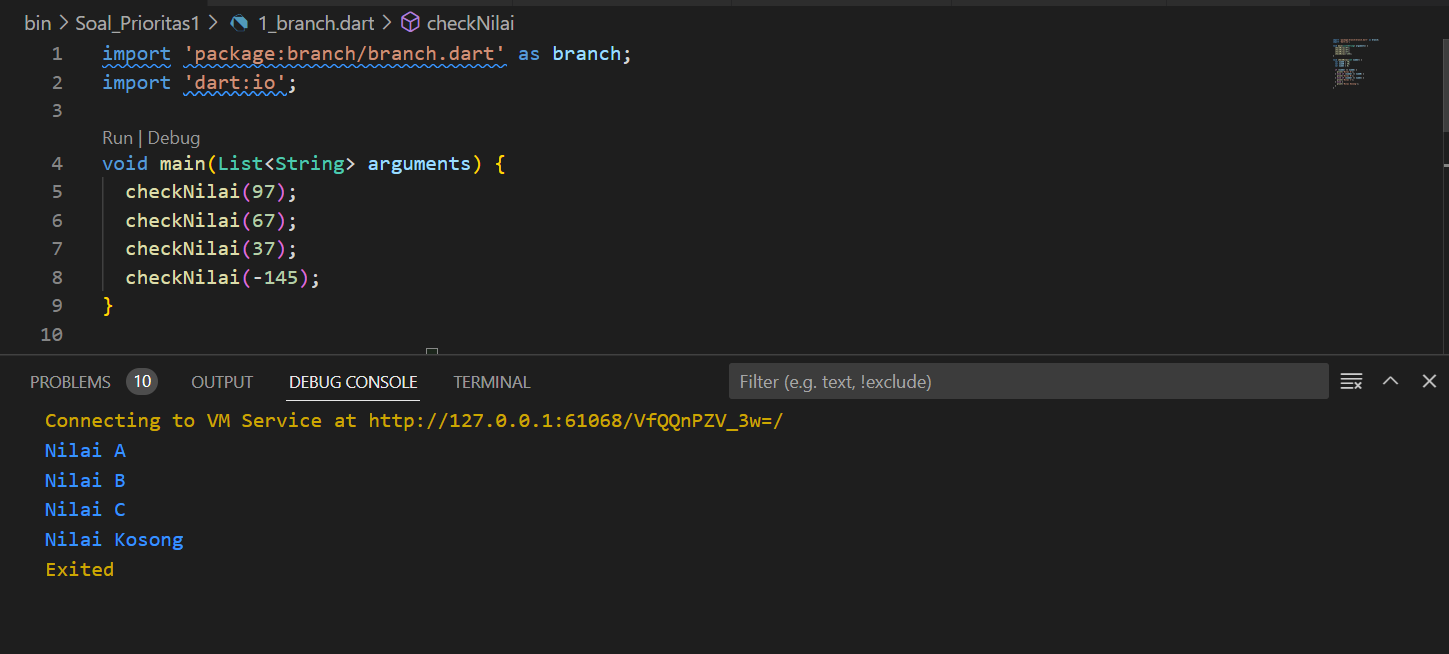 bin > Soal_Prioritas1 > 1_branch.dart > checkNilai
1 import 'package:branch/branch.dart' as branch;
2 import 'dart:io';
3
Run | Debug
4 void main(List<String> arguments) {
5 checkNilai(97);
6 checkNilai(67);
7 checkNilai(37);
8 checkNilai(-145);
9 }
10
PROBLEMS 10 OUTPUT DEBUG CONSOLE TERMINAL Filter (e.g. text, !exclude)
Connecting to VM Service at http://127.0.0.1:61068/VfQQnPZV_3w=/
Nilai A
Nilai B
Nilai C
Nilai Kosong
Exited